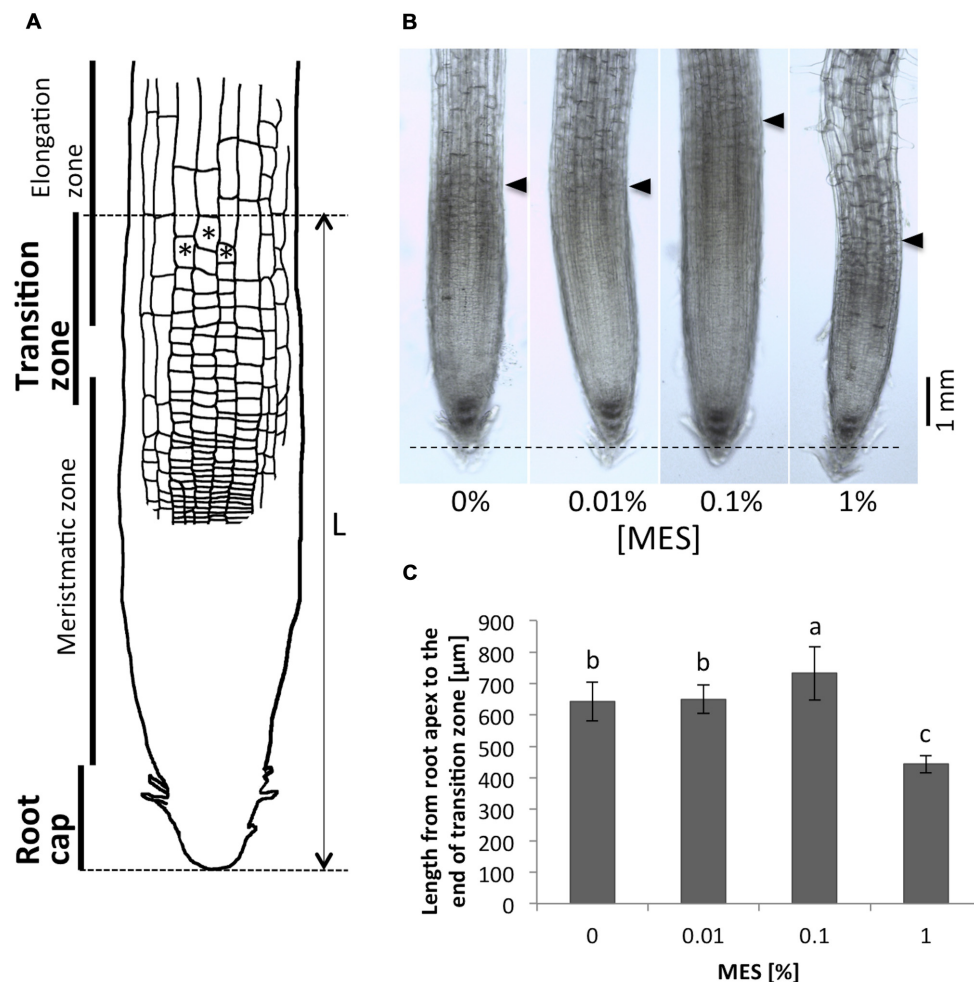 A
Elongation
zone
Transition
zone
Meristmatic zone
Root
cap
* * *
L
B
0% 0.01% 0.1% 1%
[MES]
1 mm
C
Length from root apex to the
end of transition zone [µm]
900
800
700
600
500
400
300
200
100
0
b b a c
0 0.01 0.1 1
MES [%]